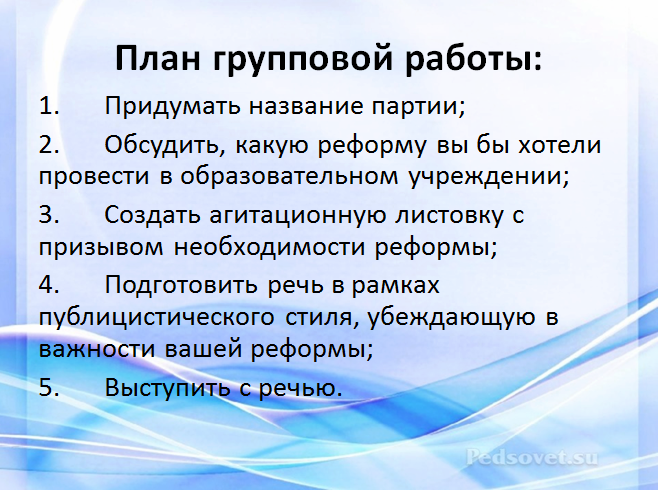 План групповой работы:
1. Придумать название партии;
2. Обсудить, какую реформу вы бы хотели
провести в образовательном учреждении;
3. Создать агитационную листовку с
призывом необходимости реформы;
4. Подготовить речь в рамках
публицистического стиля, убеждающую в
важности вашей реформы;
5. Выступить с речью.
Pedsovet.su